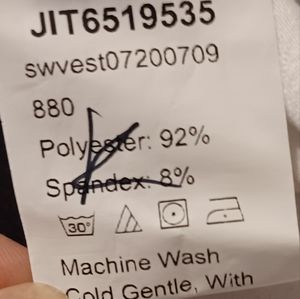 JIT6519535
swvest07200709
880
Polyester: 92%
Spandex: 8%
30°
Machine Wash
Cold Gentle, With